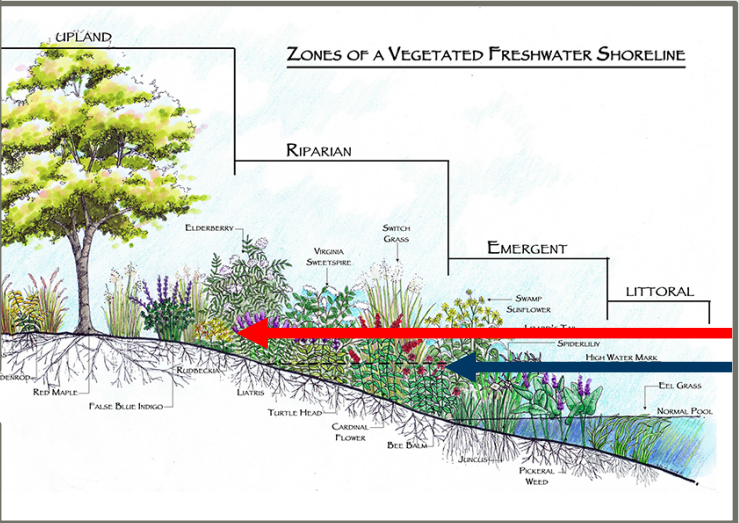 UPLAND
ZONES OF A VEGETATED FRESHWATER SHORELINE
RIPARIAN
ELDERBERRY
SWITCH
GRASS
VIRGINIA
SWEETSPIRE
EMERGENT
LITTORAL
SWAMP
SUNFLOWER
SPIDERLILIY
HIGH WATER MARK
EEL GRASS
NORMAL POOL
RUDBECKIA
DENROD
RED MAPLE
FALSE BLUE INDIGO
LIATRIS
TURTLE HEAD
CARDINAL
FLOWER
BEE BALM
JUNCUS
PICKERAL
WEED